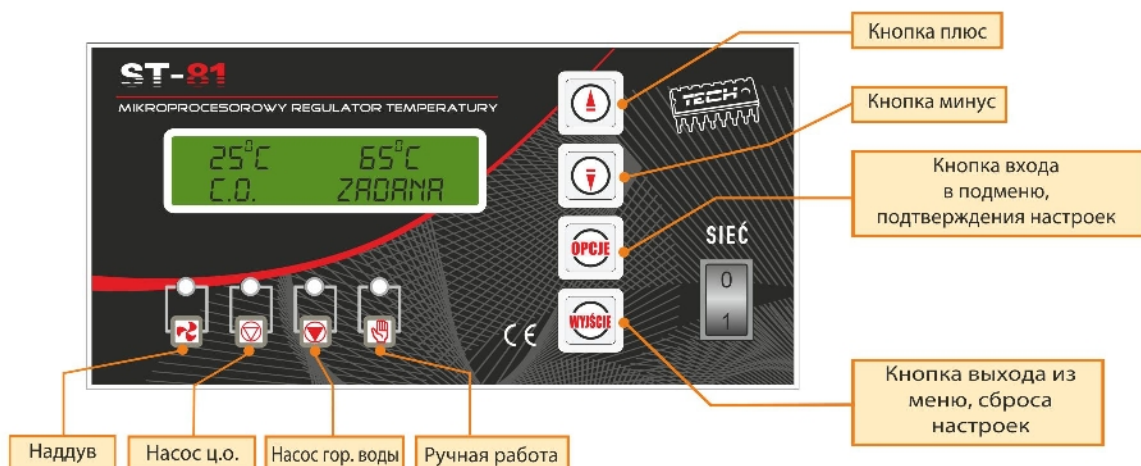 Кнопка плюс
ST-81
MIKROPROCESOROWY REGULATOR TEMPERATURY
TECH
Кнопка минус
25°C 65°C
C.O. ZADANA
Кнопка входа
в подменю,
подтверждения настроек
OPCJE
SIEĆ
0
1
WYJŚCIE
CE
Кнопка выхода из
меню, сброса
настроек
Наддув
Насос ц.о.
Насос гор. воды
Ручная работа